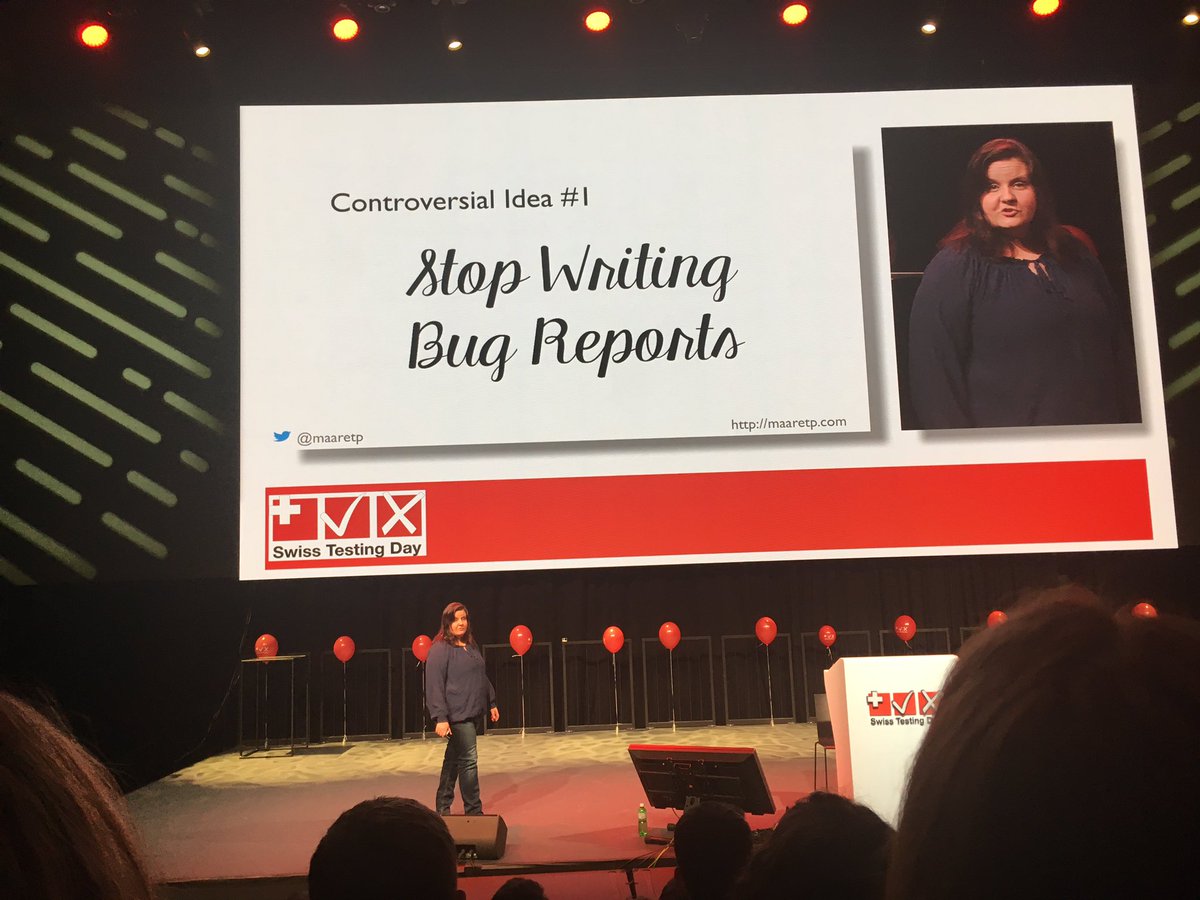 Controversial Idea #1
Stop Writing
Bug Reports
@maaretp
http://maaretp.com
Swiss Testing Day
Swiss Testing Day